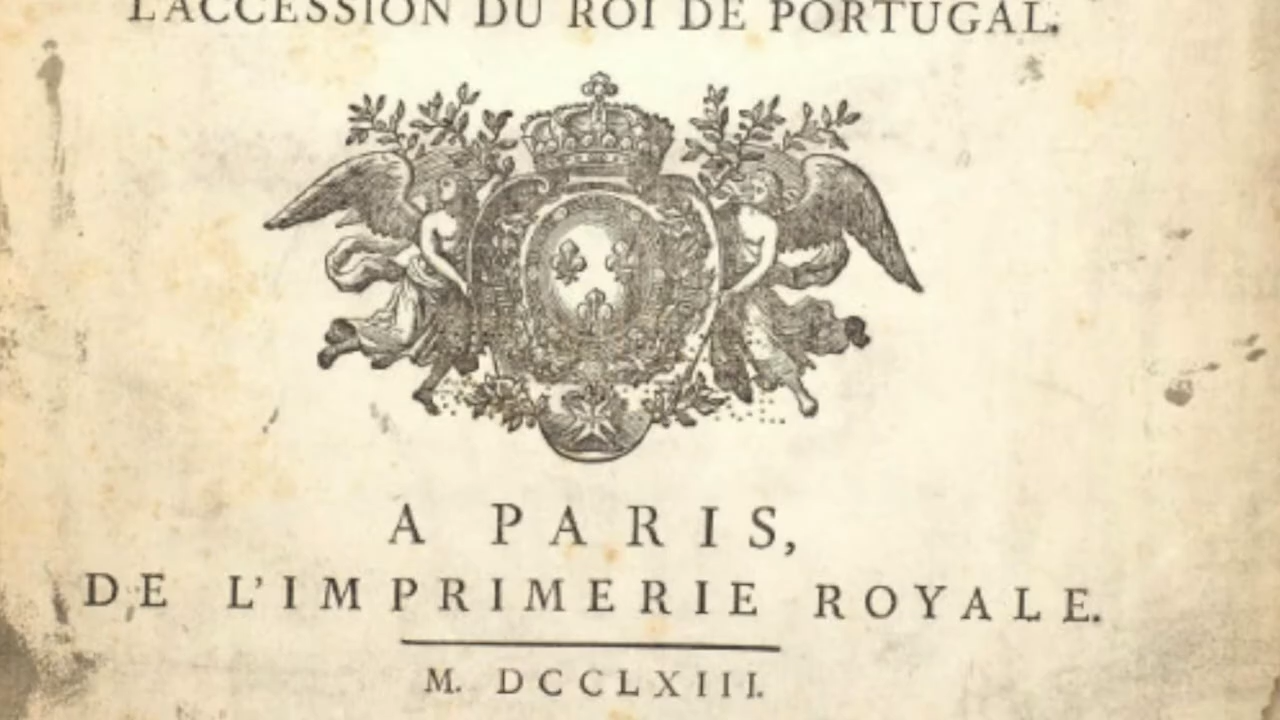 L'ACCESSION DU ROI DE PORTUGAL.
A PARIS,
DE L'IMPRIMERIE ROYALE.
M. DCCLXIII.